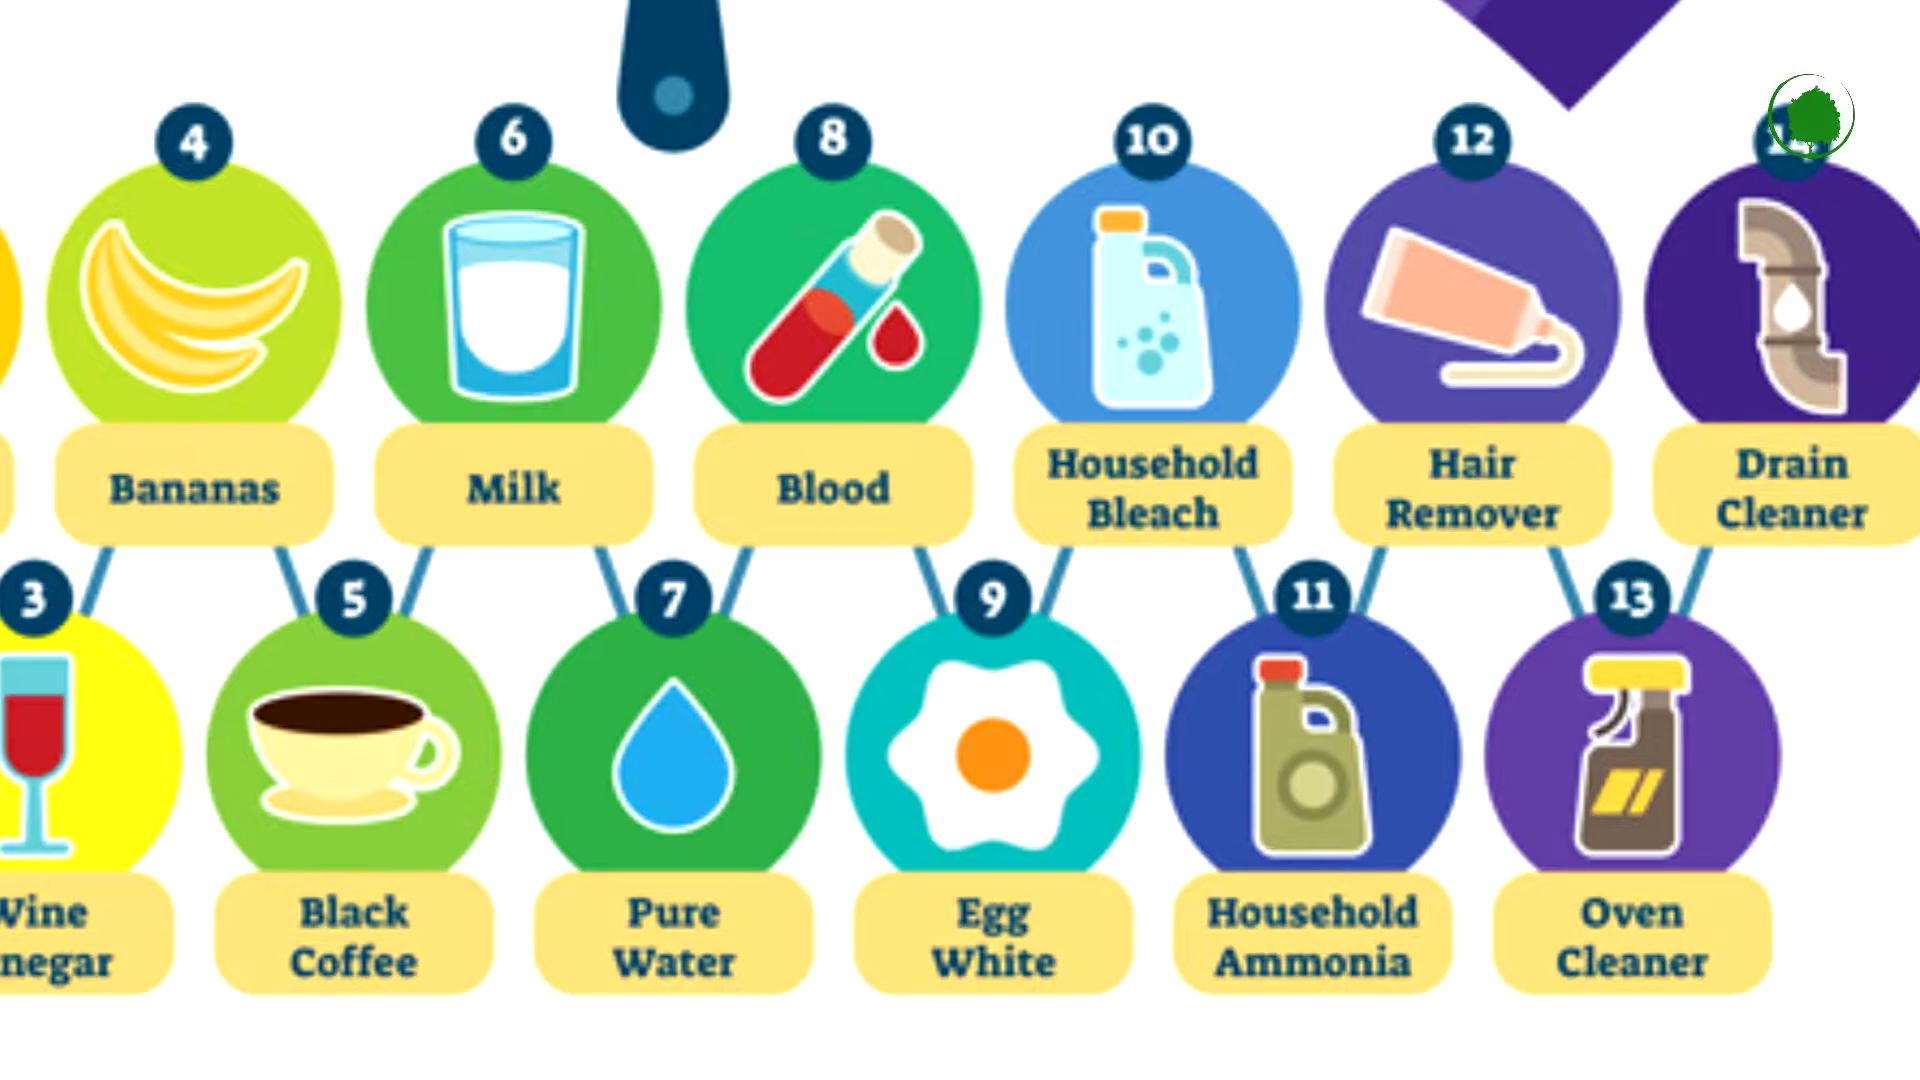 4
6
8
10
12
Bananas
Milk
Blood
Household
Bleach
Hair
Remover
Drain
Cleaner
3
5
7
9
11
13
Black
Coffee
Pure
Water
Egg
White
Household
Ammonia
Oven
Cleaner